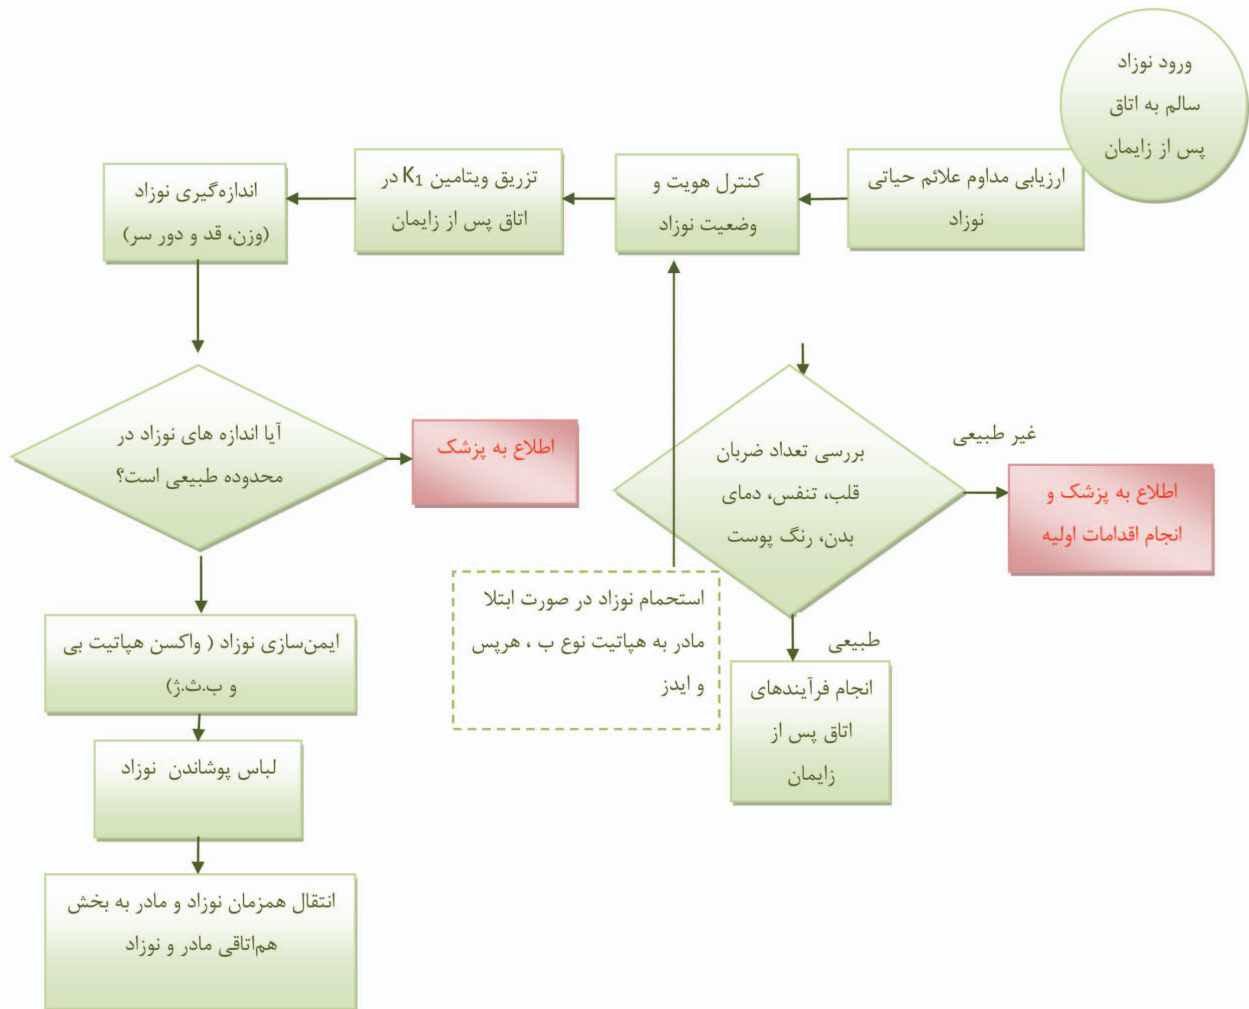 ورود نوزاد
سالم به اتاق
پس از زایمان
ارزیابی مداوم علائم حیاتی
نوزاد
کنترل هویت و
وضعیت نوزاد
تزریق ویتامین K₁ در
اتاق پس از زایمان
اندازه‌گیری نوزاد
(وزن، قد و دور سر)
بررسی تعداد ضربان
قلب، تنفس، دمای
بدن، رنگ پوست
غیر طبیعی
اطلاع به پزشک و
انجام اقدامات اولیه
طبیعی
انجام فرآیندهای
اتاق پس از
زایمان
استحمام نوزاد در صورت ابتلا
مادر به هپاتیت نوع ب ، هرپس
و ایدز
آیا اندازه های نوزاد در
محدوده طبیعی است؟
اطلاع به پزشک
ایمن‌سازی نوزاد ( واکسن هپاتیت بی
و ب.ث.ژ)
لباس پوشاندن نوزاد
انتقال همزمان نوزاد و مادر به بخش
هم‌اتاقی مادر و نوزاد